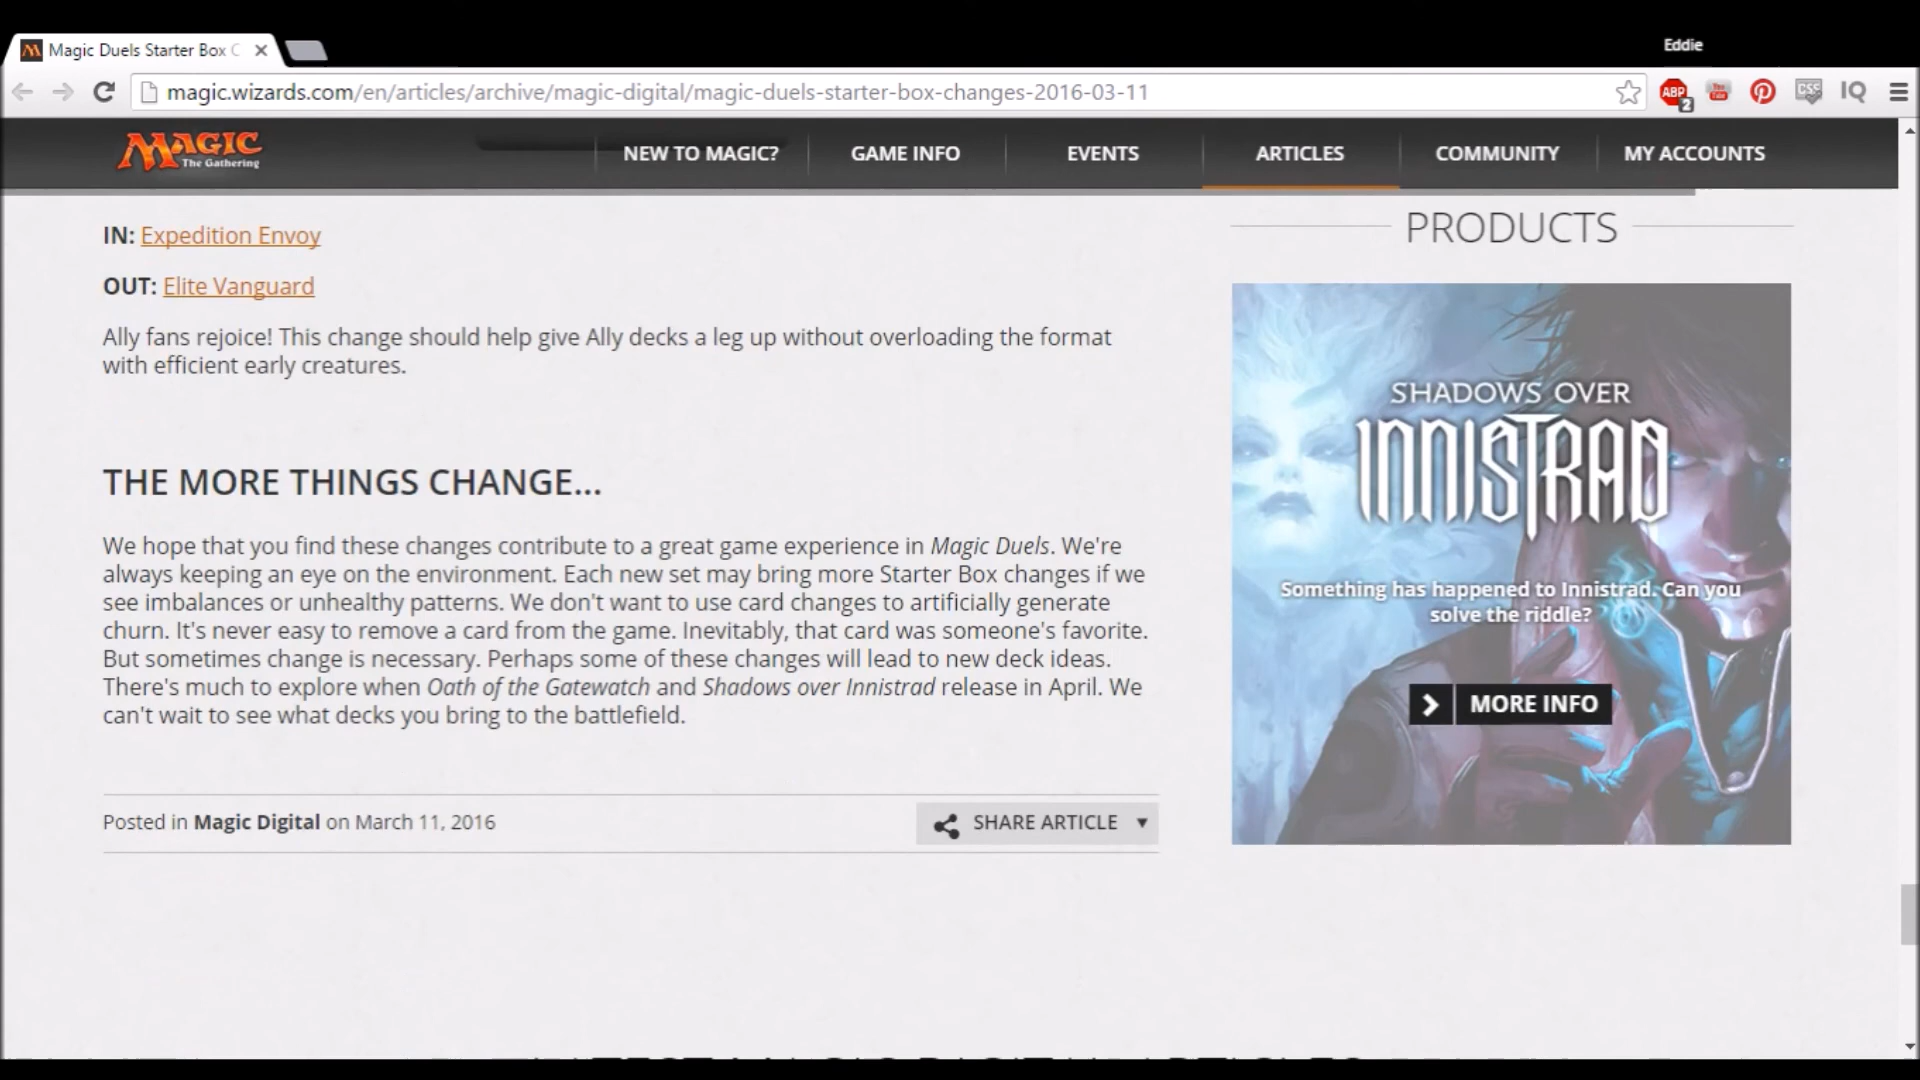 Magic Duels Starter Box C
Eddie
magic.wizards.com/en/articles/archive/magic-digital/magic-duels-starter-box-changes-2016-03-11
ABP
2
You
CSS
IQ
MAGIC
The Gathering
NEW TO MAGIC?
GAME INFO
EVENTS
ARTICLES
COMMUNITY
MY ACCOUNTS
IN: Expedition Envoy
OUT: Elite Vanguard
Ally fans rejoice! This change should help give Ally decks a leg up without overloading the format
with efficient early creatures.
THE MORE THINGS CHANGE...
We hope that you find these changes contribute to a great game experience in Magic Duels. We're
always keeping an eye on the environment. Each new set may bring more Starter Box changes if we
see imbalances or unhealthy patterns. We don't want to use card changes to artificially generate
churn. It's never easy to remove a card from the game. Inevitably, that card was someone's favorite.
But sometimes change is necessary. Perhaps some of these changes will lead to new deck ideas.
There's much to explore when Oath of the Gatewatch and Shadows over Innistrad release in April. We
can't wait to see what decks you bring to the battlefield.
Posted in Magic Digital on March 11, 2016
SHARE ARTICLE
PRODUCTS
SHADOWS OVER
INNISTRAD
Something has happened to Innistrad. Can you
solve the riddle?
MORE INFO